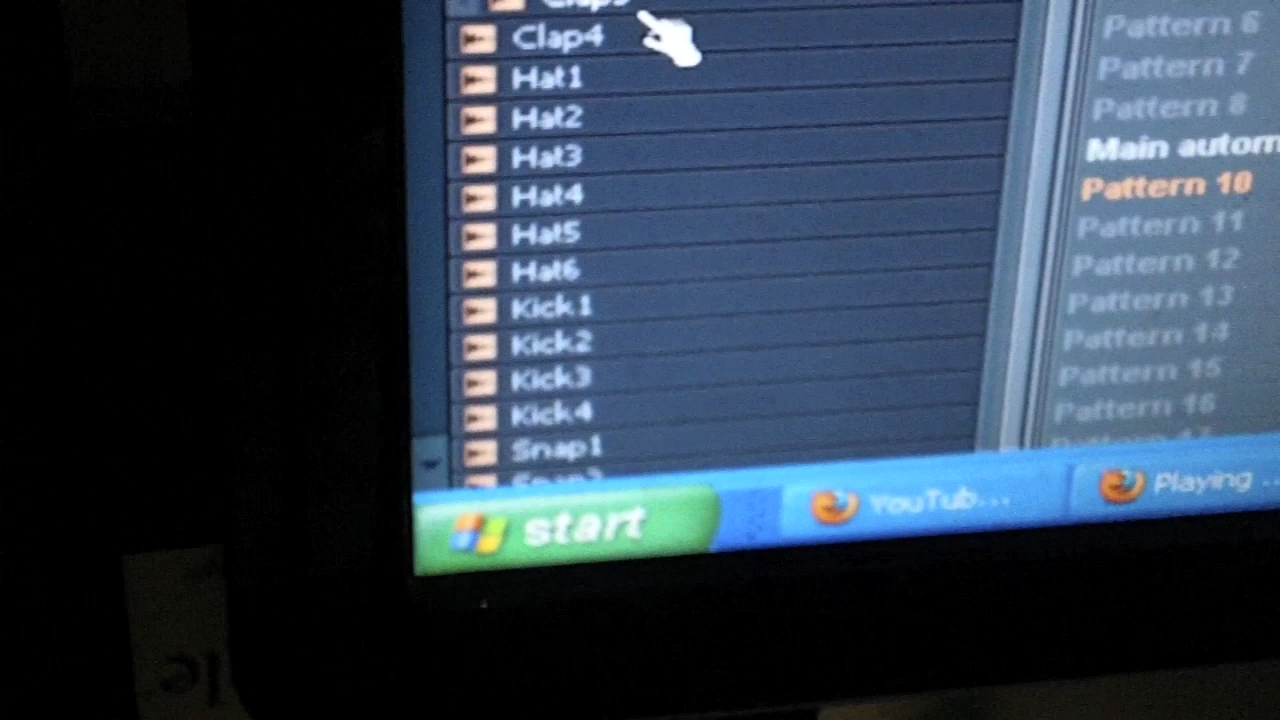 Clap4
Hat1
Hat2
Hat3
Hat4
Hat5
Hat6
Kick1
Kick2
Kick3
Kick4
Snap1
Pattern 6
Pattern 7
Pattern 8
Main autom
Pattern 10
Pattern 11
Pattern 12
Pattern 13
Pattern 14
Pattern 15
Pattern 16
start
YouTub...
Playing ...